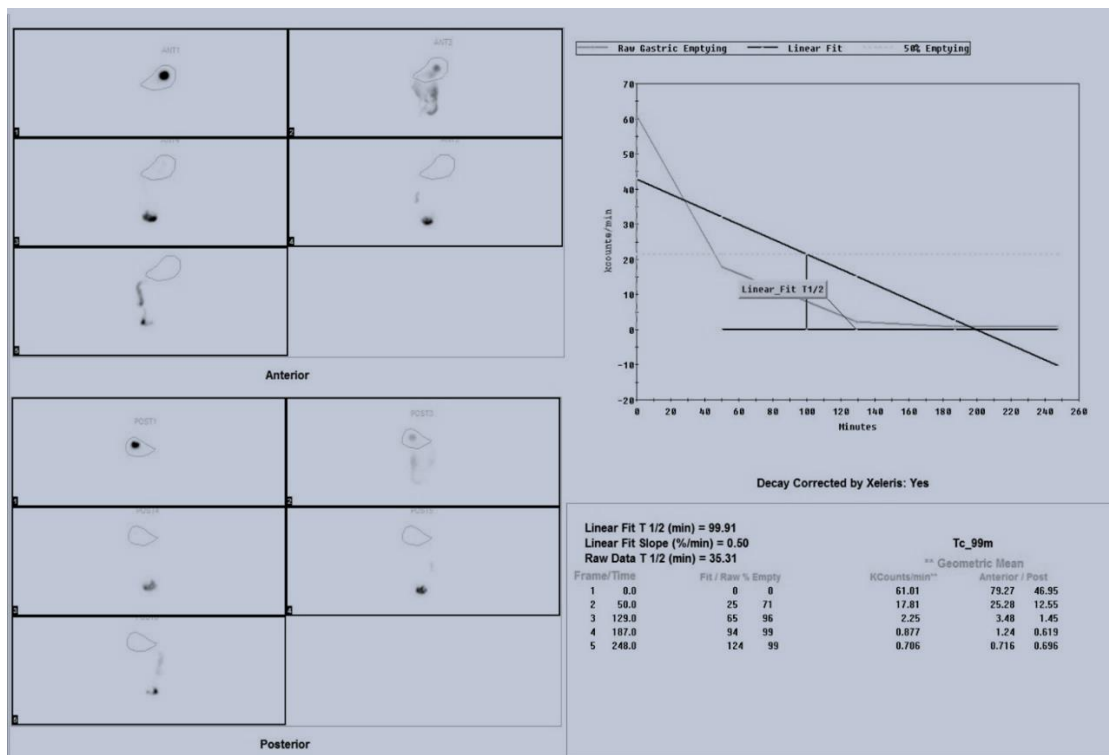 ANT1
ANT2
1
2
3
4
5
Anterior
POST1
1
2
3
4
5
Posterior
Raw Gastric Emptying Linear Fit 50% Emptying
70
60
50
40
30
20
10
0
-10
-20
kcounts/min
Linear_Fit T1/2
0 20 40 60 80 100 120 140 160 180 200 220 240 260
Minutes
Decay Corrected by Xeleris: Yes
Linear Fit T 1/2 (min) = 99.91
Linear Fit Slope (%/min) = 0.50
Raw Data T 1/2 (min) = 35.31
Tc_99m
** Geometric Mean
Frame/Time Fit / Raw % Empty KCounts/min** Anterior / Post
1 0.0 0 0 61.01 79.27 46.95
2 50.0 25 71 17.81 25.28 12.55
3 129.0 65 96 2.25 3.48 1.45
4 187.0 94 99 0.877 1.24 0.619
5 248.0 124 99 0.706 0.716 0.696